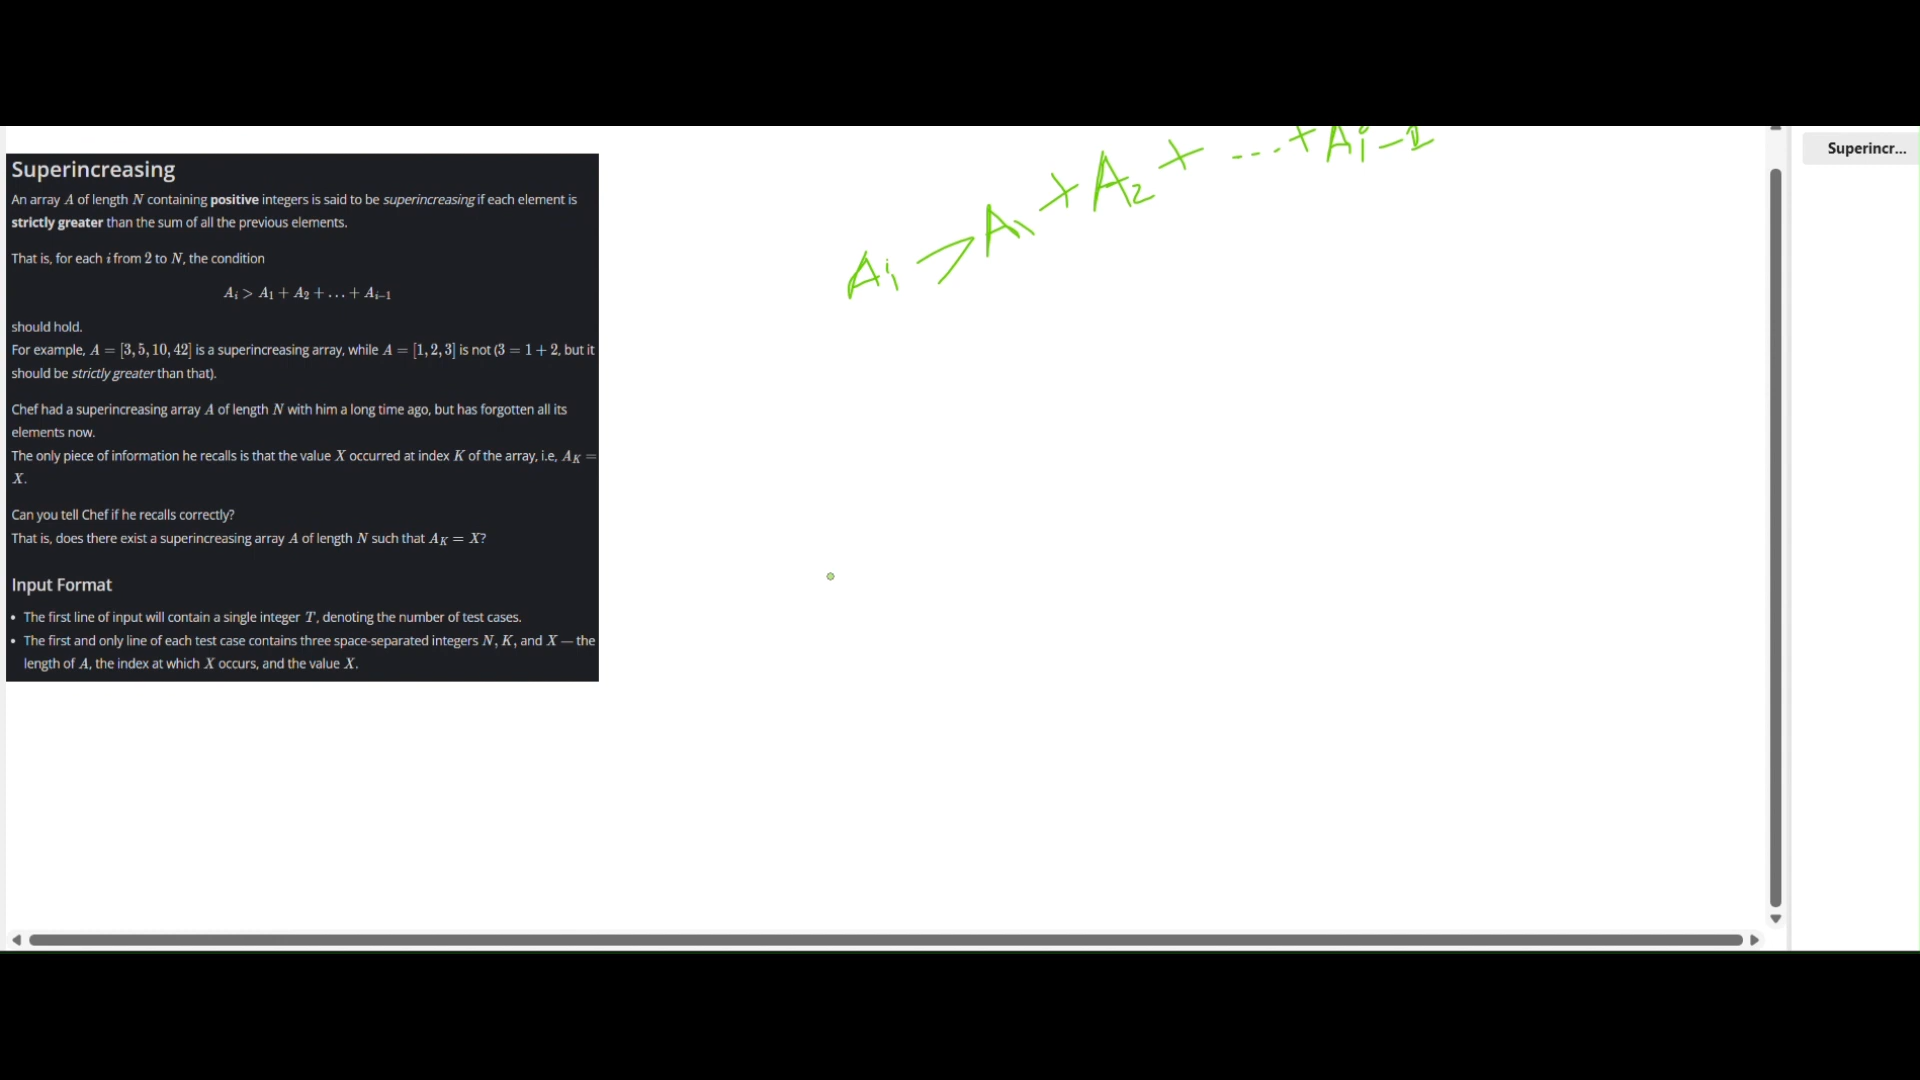 Superincreasing
An array A of length N containing positive integers is said to be superincreasing if each element is
strictly greater than the sum of all the previous elements.
That is, for each i from 2 to N, the condition
A_i > A_1 + A_2 + ... + A_{i-1}
should hold.
For example, A = [3, 5, 10, 42] is a superincreasing array, while A = [1, 2, 3] is not (3 = 1 + 2, but it
should be strictly greater than that).
Chef had a superincreasing array A of length N with him a long time ago, but has forgotten all its
elements now.
The only piece of information he recalls is that the value X occurred at index K of the array, i.e, A_K =
X.
Can you tell Chef if he recalls correctly?
That is, does there exist a superincreasing array A of length N such that A_K = X?
Input Format
• The first line of input will contain a single integer T, denoting the number of test cases.
• The first and only line of each test case contains three space-separated integers N, K, and X — the
length of A, the index at which X occurs, and the value X.
A_i > A_1 + A_2 + ... + A_{i-1}
Superincr...